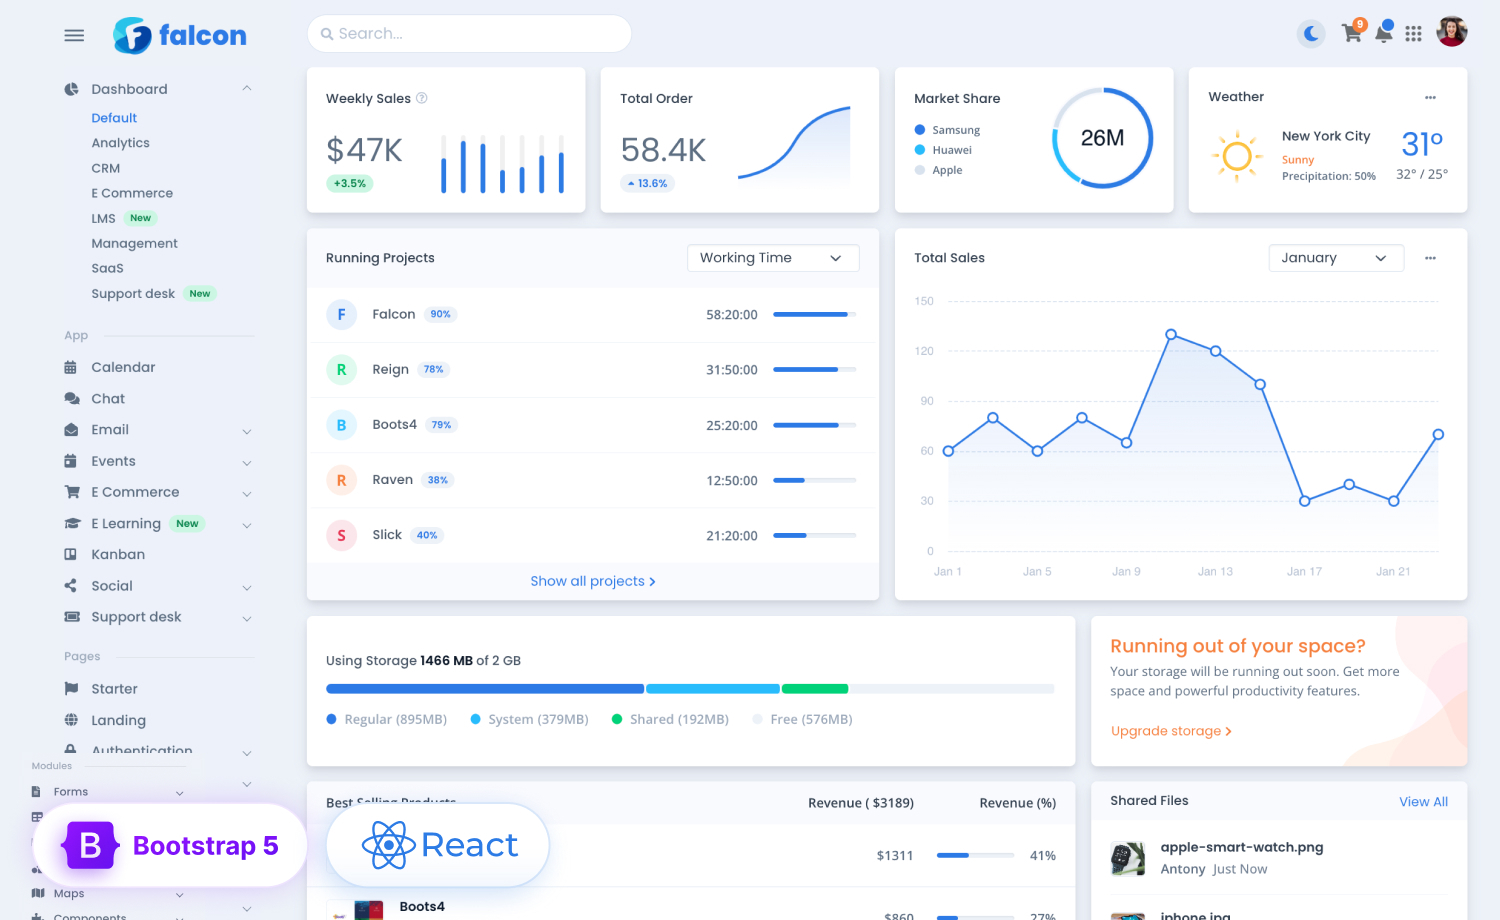 falcon
Search...
9
Dashboard
Default
Analytics
CRM
E Commerce
LMS New
Management
SaaS
Support desk New
App
Calendar
Chat
Email
Events
E Commerce
E Learning New
Kanban
Social
Support desk
Pages
Starter
Landing
Authentication
Modules
Forms
Maps
Components
B Bootstrap 5
React
Weekly Sales ?
$47K
+3.5%
Total Order
58.4K
13.6%
Market Share
Samsung
Huawei
Apple
26M
Weather ···
New York City
Sunny
Precipitation: 50%
31°
32° / 25°
Running Projects
Working Time
F Falcon 90% 58:20:00
R Reign 78% 31:50:00
B Boots4 79% 25:20:00
R Raven 38% 12:50:00
S Slick 40% 21:20:00
Show all projects
Total Sales
January
150
120
90
60
30
0
Jan 1 Jan 5 Jan 9 Jan 13 Jan 17 Jan 21
Using Storage 1466 MB of 2 GB
Regular (895MB) System (379MB) Shared (192MB) Free (576MB)
Running out of your space?
Your storage will be running out soon. Get more
space and powerful productivity features.
Upgrade storage
Best Selling Products Revenue ( $3189) Revenue (%)
$1311 41%
Boots4
$860 27%
Shared Files View All
apple-smart-watch.png
Antony Just Now
iphone.jpg